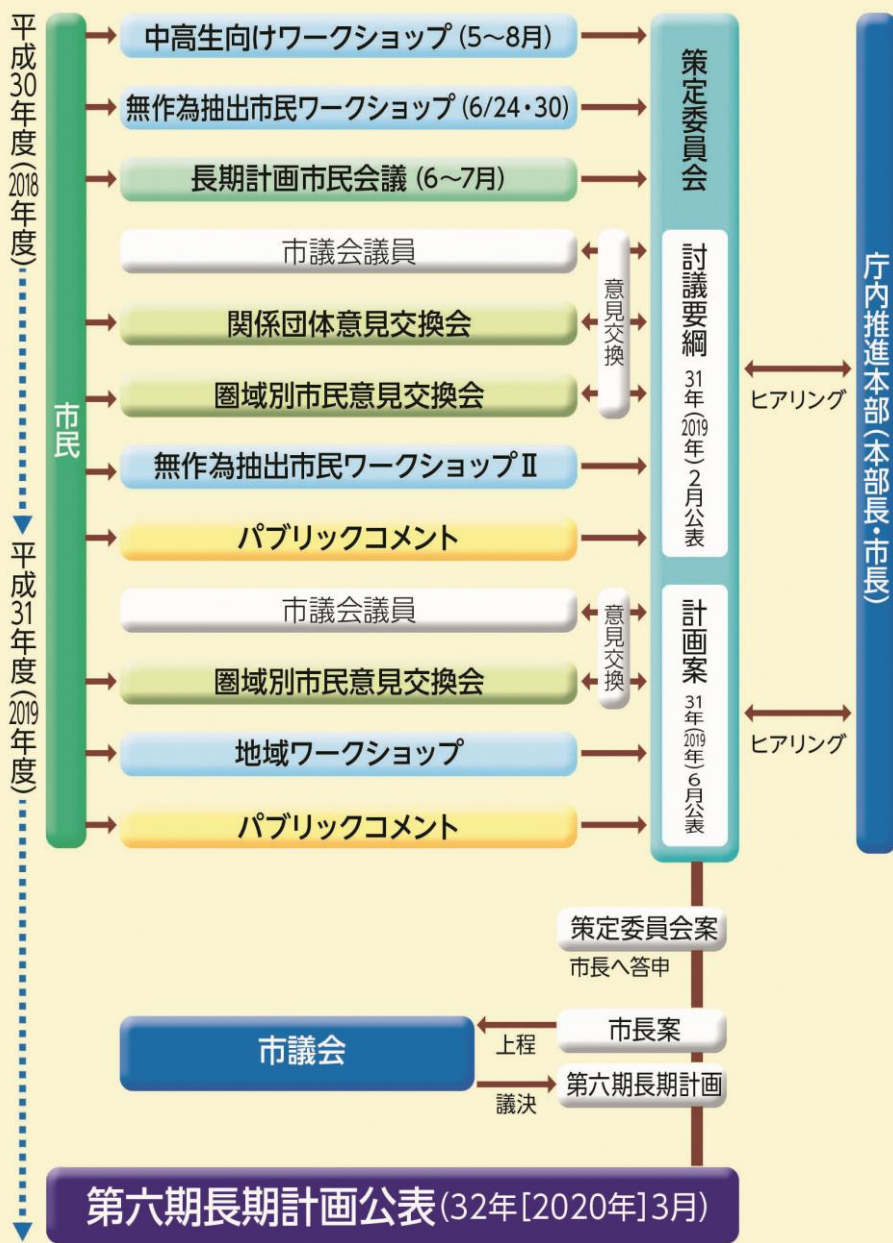 平成30年度(2018年度)
平成31年度(2019年度)
市民
中高生向けワークショップ (5〜8月)
無作為抽出市民ワークショップ (6/24・30)
長期計画市民会議 (6〜7月)
市議会議員
関係団体意見交換会
圏域別市民意見交換会
無作為抽出市民ワークショップⅡ
パブリックコメント
市議会議員
圏域別市民意見交換会
地域ワークショップ
パブリックコメント
意見交換
意見交換
策定委員会
討議要綱 31年(2019年)2月公表
計画案 31年(2019年)6月公表
ヒアリング
ヒアリング
庁内推進本部(本部長・市長)
策定委員会案
市長へ答申
市長案
上程
市議会
議決
第六期長期計画
第六期長期計画公表(32年[2020年]3月)